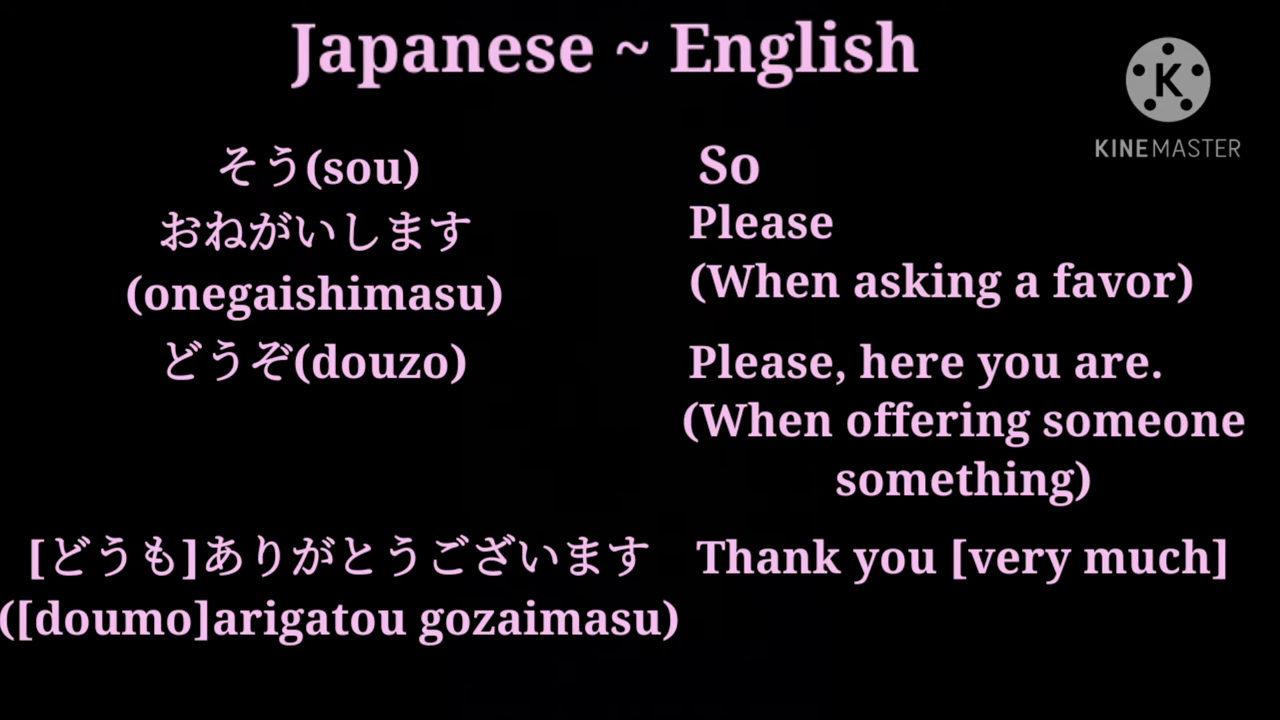 Japanese ~ English
K
KINEMASTER
そう(sou)
So
おねがいします
Please
(onegaishimasu)
(When asking a favor)
どうぞ(douzo)
Please, here you are.
(When offering someone
something)
[どうも]ありがとうございます
Thank you [very much]
([doumo]arigatou gozaimasu)